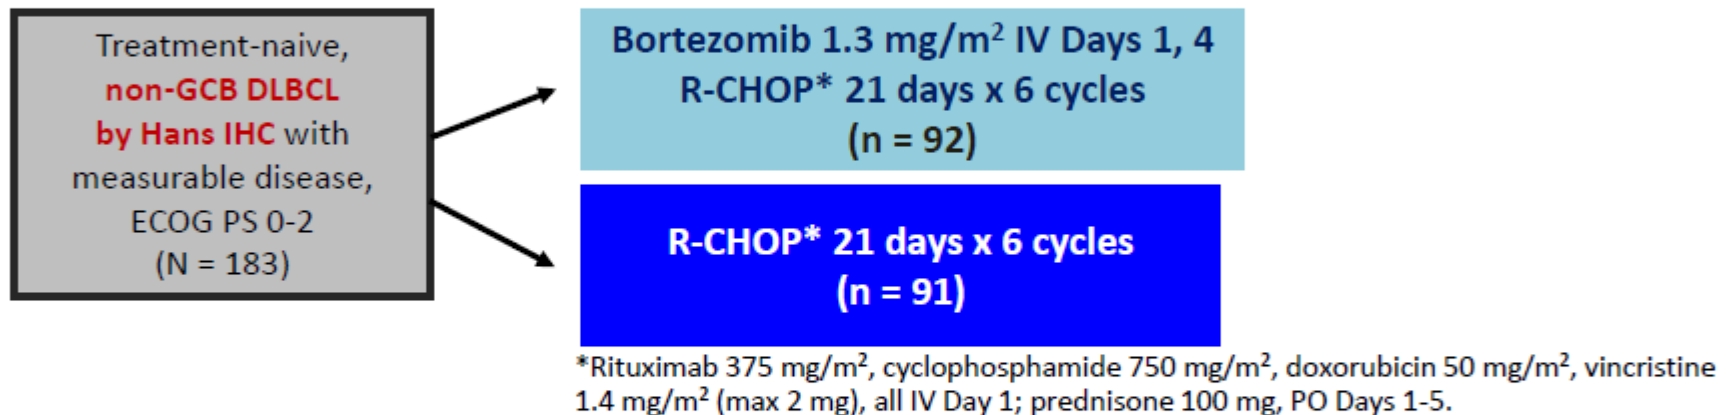 Treatment-naive,
non-GCB DLBCL
by Hans IHC with
measurable disease,
ECOG PS 0-2
(N = 183)
Bortezomib 1.3 mg/m² IV Days 1, 4
R-CHOP* 21 days x 6 cycles
(n = 92)
R-CHOP* 21 days x 6 cycles
(n = 91)
*Rituximab 375 mg/m², cyclophosphamide 750 mg/m², doxorubicin 50 mg/m², vincristine
1.4 mg/m² (max 2 mg), all IV Day 1; prednisone 100 mg, PO Days 1-5.